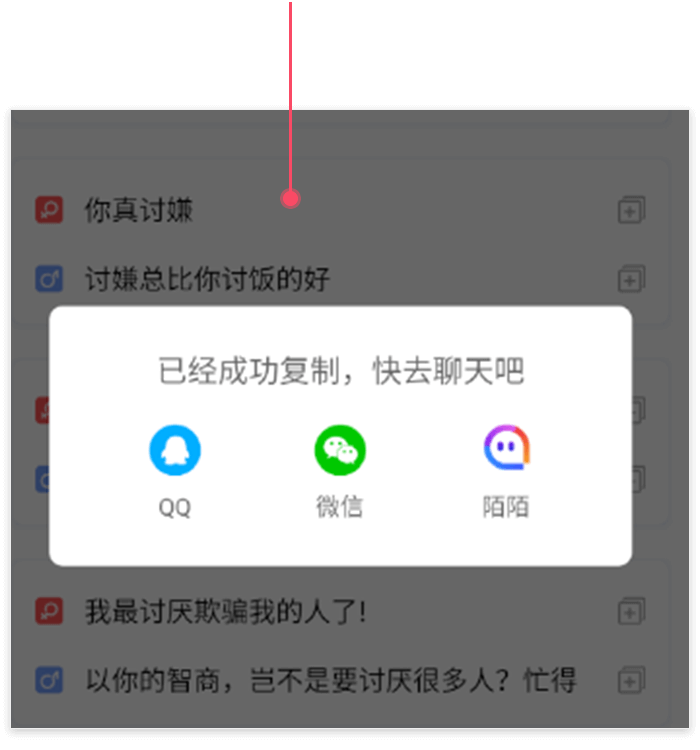 你真讨嫌
讨嫌总比你讨饭的好
已经成功复制，快去聊天吧
QQ
微信
陌陌
我最讨厌欺骗我的人了!
以你的智商，岂不是要讨厌很多人？忙得